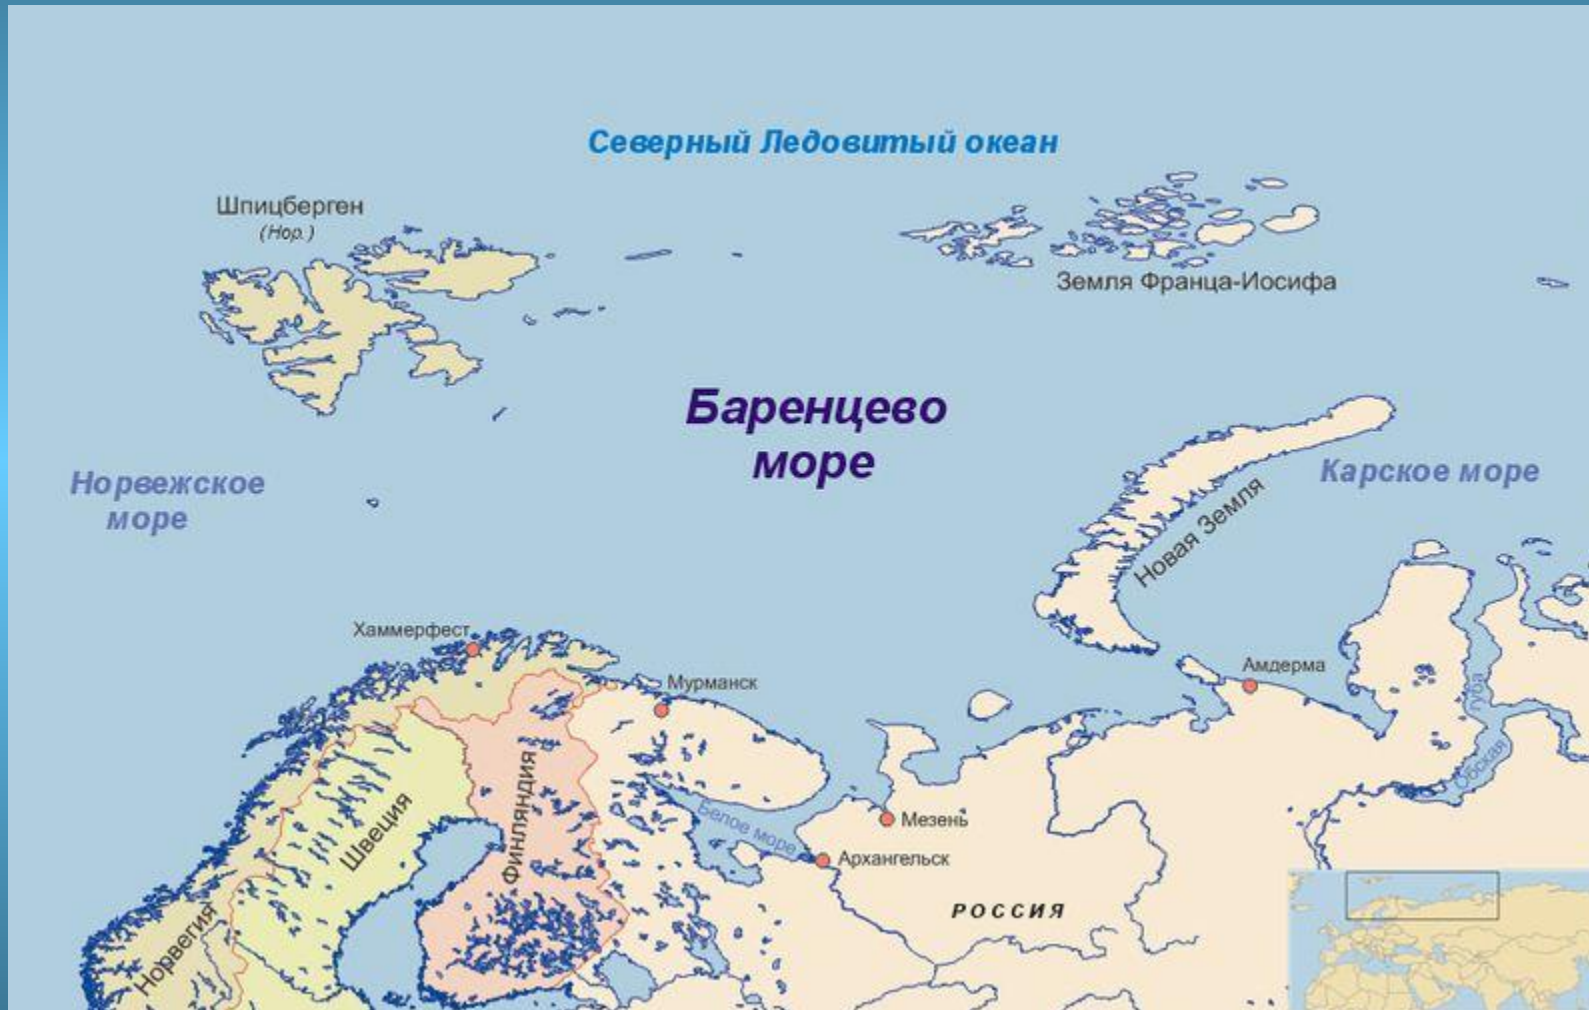 Северный Ледовитый океан
Шпицберген
(Нор.)
Земля Франца-Иосифа
Баренцево
море
Норвежское
море
Карское море
Новая Земля
Хаммерфест
Мурманск
Амдерма
губа
Обская
Финляндия
Швеция
Белое море
Мезень
Архангельск
РОССИЯ
Норвегия